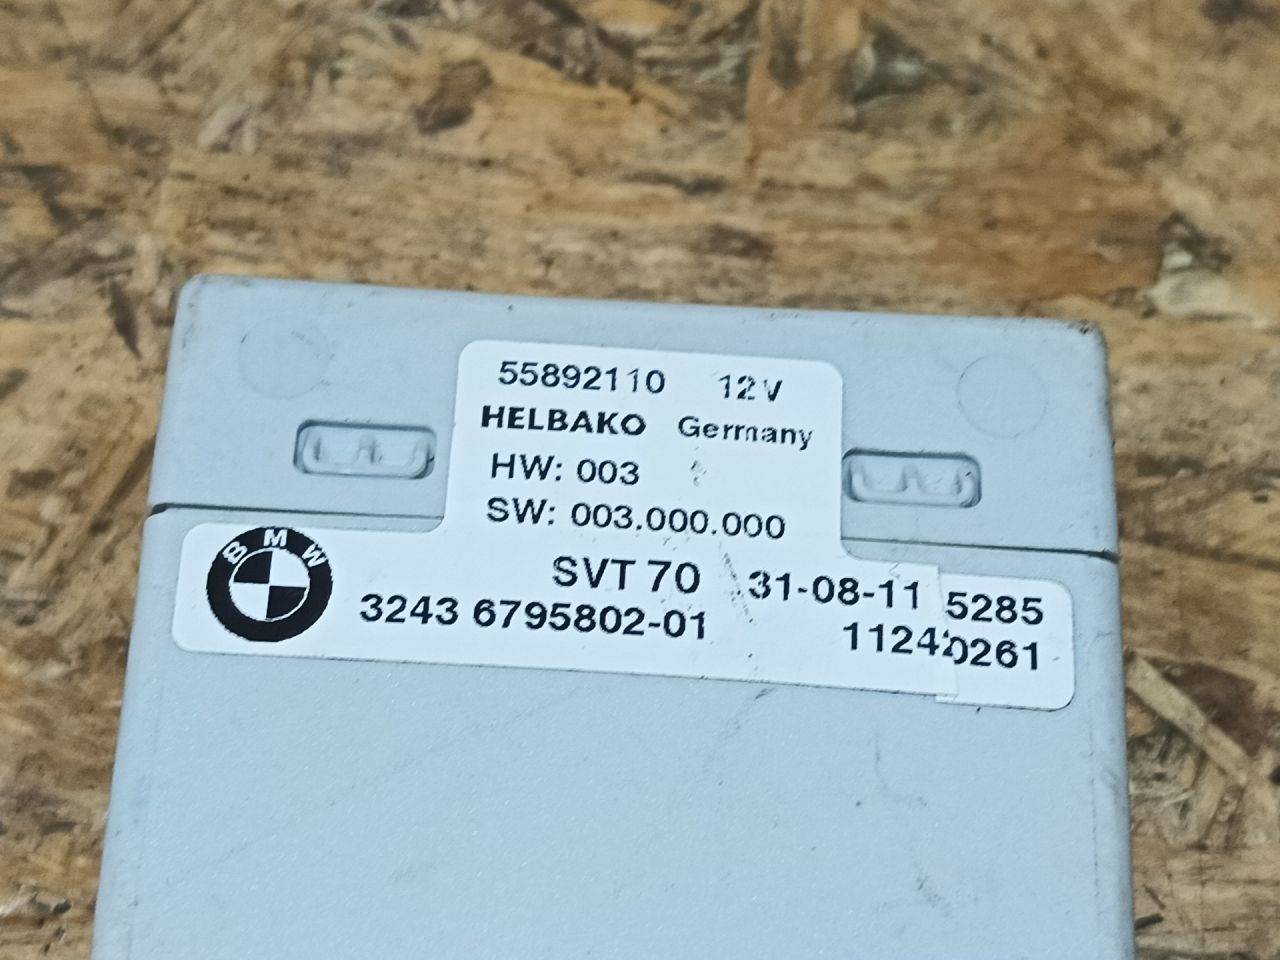 55892110 12V
HELBAKO Germany
HW: 003
SW: 003.000.000
BMW
SVT 70 31-08-11 5285
3243 6795802-01 0261